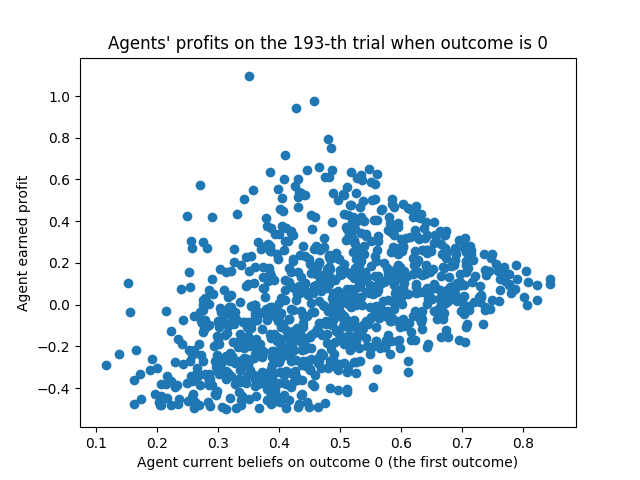 Agents' profits on the 193-th trial when outcome is 0
1.0
0.8
0.6
0.4
0.2
0.0
−0.2
−0.4
Agent earned profit
0.1 0.2 0.3 0.4 0.5 0.6 0.7 0.8
Agent current beliefs on outcome 0 (the first outcome)